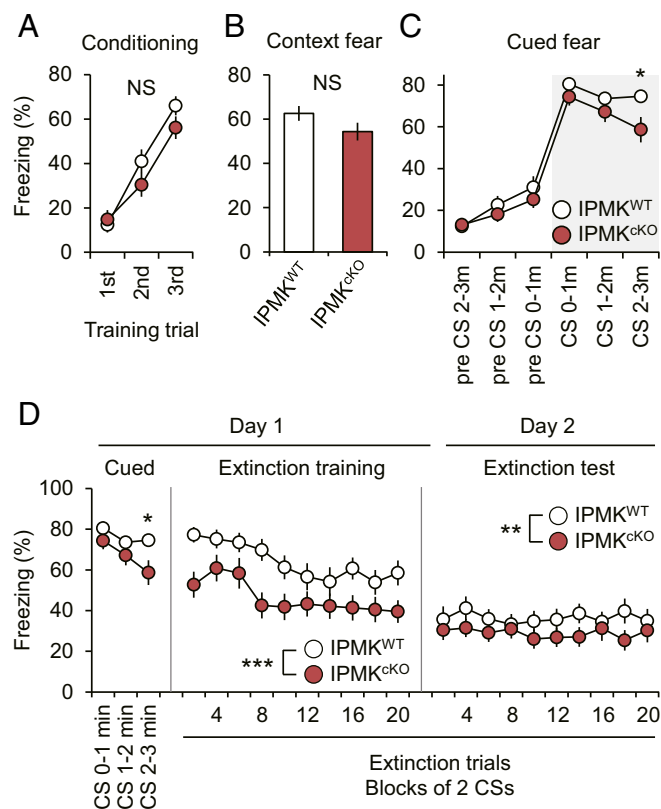 A
Conditioning
NS
80
60
40
20
0
Freezing (%)
1st
2nd
3rd
Training trial
B
Context fear
NS
80
60
40
20
0
IPMKWT
IPMKcKO
C
Cued fear
*
80
60
40
20
0
IPMKWT
IPMKcKO
pre CS 2-3m
pre CS 1-2m
pre CS 0-1m
CS 0-1m
CS 1-2m
CS 2-3m
D
Day 1
Day 2
Cued
Extinction training
Extinction test
100
80
60
40
20
0
Freezing (%)
*
*** IPMKWT
IPMKcKO
** IPMKWT
IPMKcKO
CS 0-1 min
CS 1-2 min
CS 2-3 min
4 8 12 16 20
4 8 12 16 20
Extinction trials
Blocks of 2 CSs